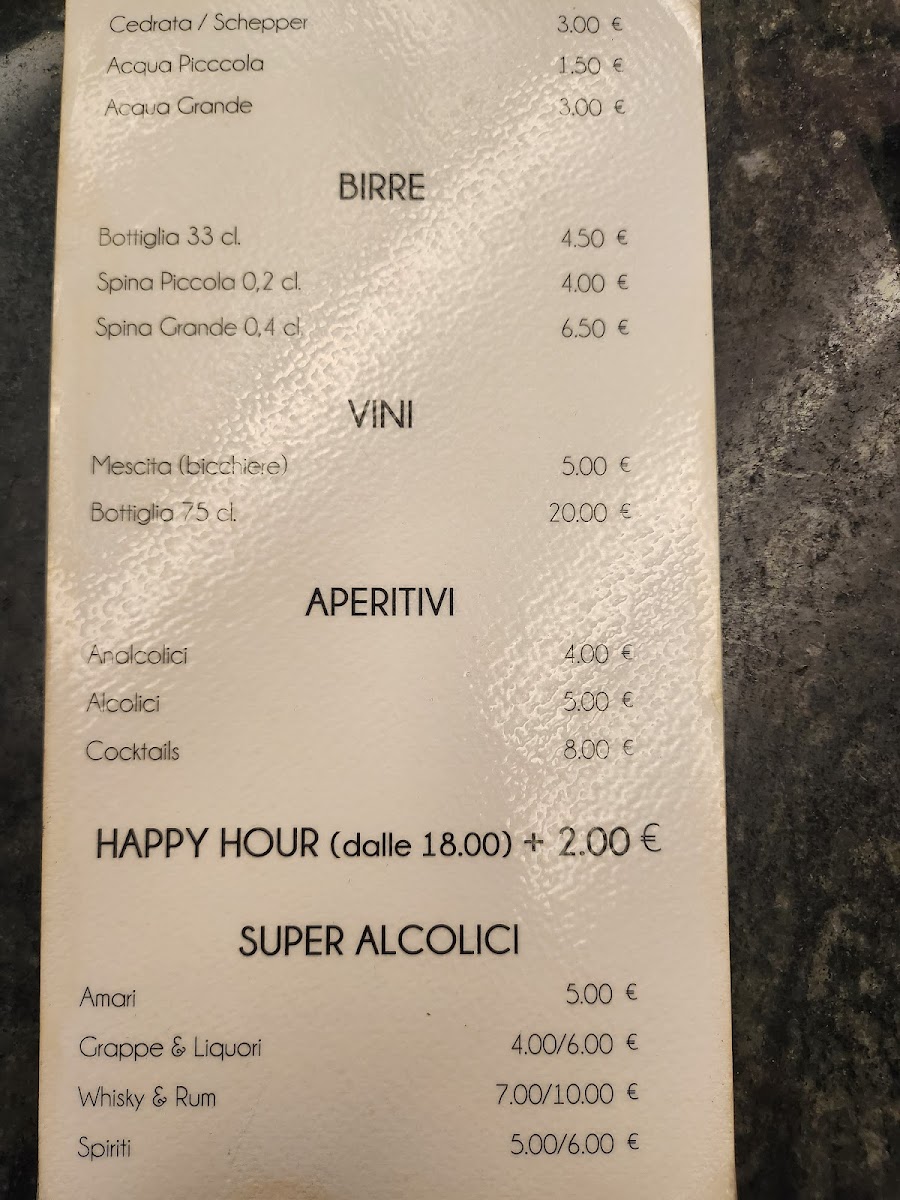 Cedrata / Schepper 3.00 €
Acqua Picccola 1.50 €
Acqua Grande 3.00 €
BIRRE
Bottiglia 33 cl. 4.50 €
Spina Piccola 0,2 cl. 4.00 €
Spina Grande 0,4 cl. 6.50 €
VINI
Mescita (bicchiere) 5.00 €
Bottiglia 75 cl. 20.00 €
APERITIVI
Analcolici 4.00 €
Alcolici 5.00 €
Cocktails 8.00 €
HAPPY HOUR (dalle 18.00) + 2.00 €
SUPER ALCOLICI
Amari 5.00 €
Grappe & Liquori 4.00/6.00 €
Whisky & Rum 7.00/10.00 €
Spiriti 5.00/6.00 €